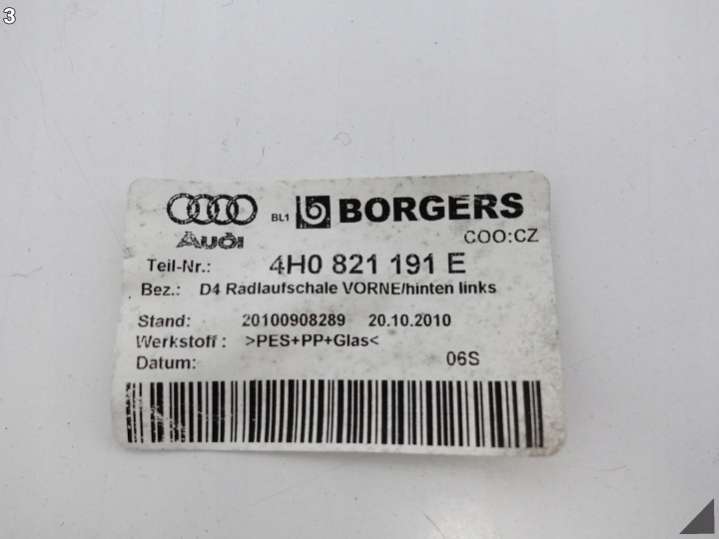 3
BL1 b BORGERS
Audi
COO:CZ
Teil-Nr.: 4H0 821 191 E
Bez.: D4 Radlaufschale VORNE/hinten links
Stand: 20100908289 20.10.2010
Werkstoff: >PES+PP+Glas<
Datum: 06S